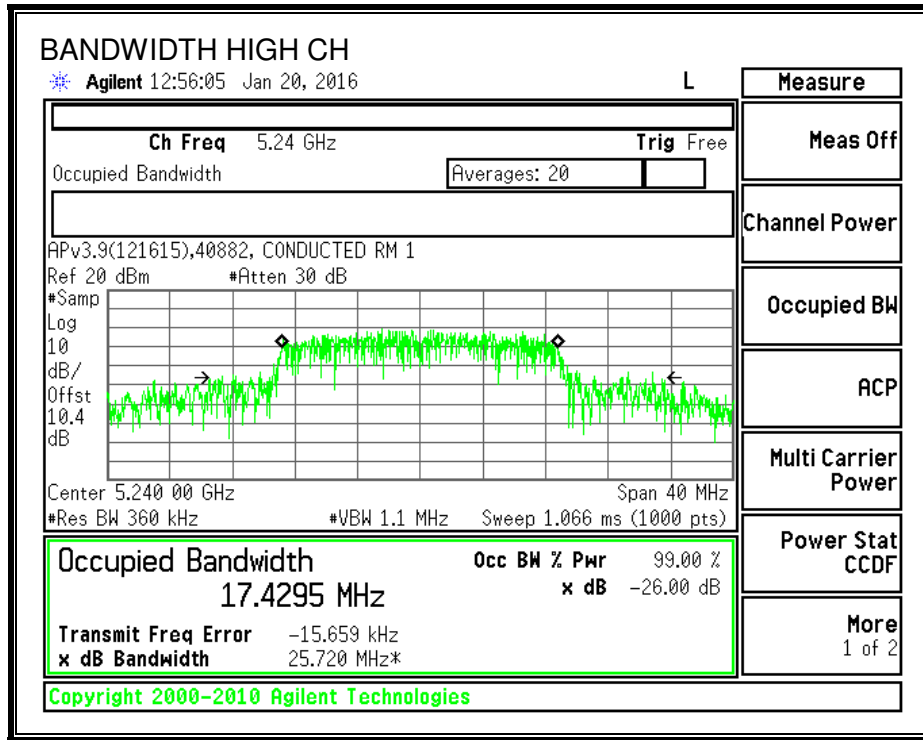 BANDWIDTH HIGH CH
Agilent 12:56:05 Jan 20, 2016 L
Ch Freq 5.24 GHz Trig Free
Occupied Bandwidth Averages: 20
APv3.9(121615),40882, CONDUCTED RM 1
Ref 20 dBm #Atten 30 dB
#Samp
Log
10
dB/
Offst
10.4
dB
Center 5.240 00 GHz Span 40 MHz
#Res BW 360 kHz #VBW 1.1 MHz Sweep 1.066 ms (1000 pts)
Occupied Bandwidth Occ BW % Pwr 99.00 %
17.4295 MHz x dB -26.00 dB
Transmit Freq Error -15.659 kHz
x dB Bandwidth 25.720 MHz*
Copyright 2000-2010 Agilent Technologies
Measure
Meas Off
Channel Power
Occupied BW
ACP
Multi Carrier
Power
Power Stat
CCDF
More
1 of 2